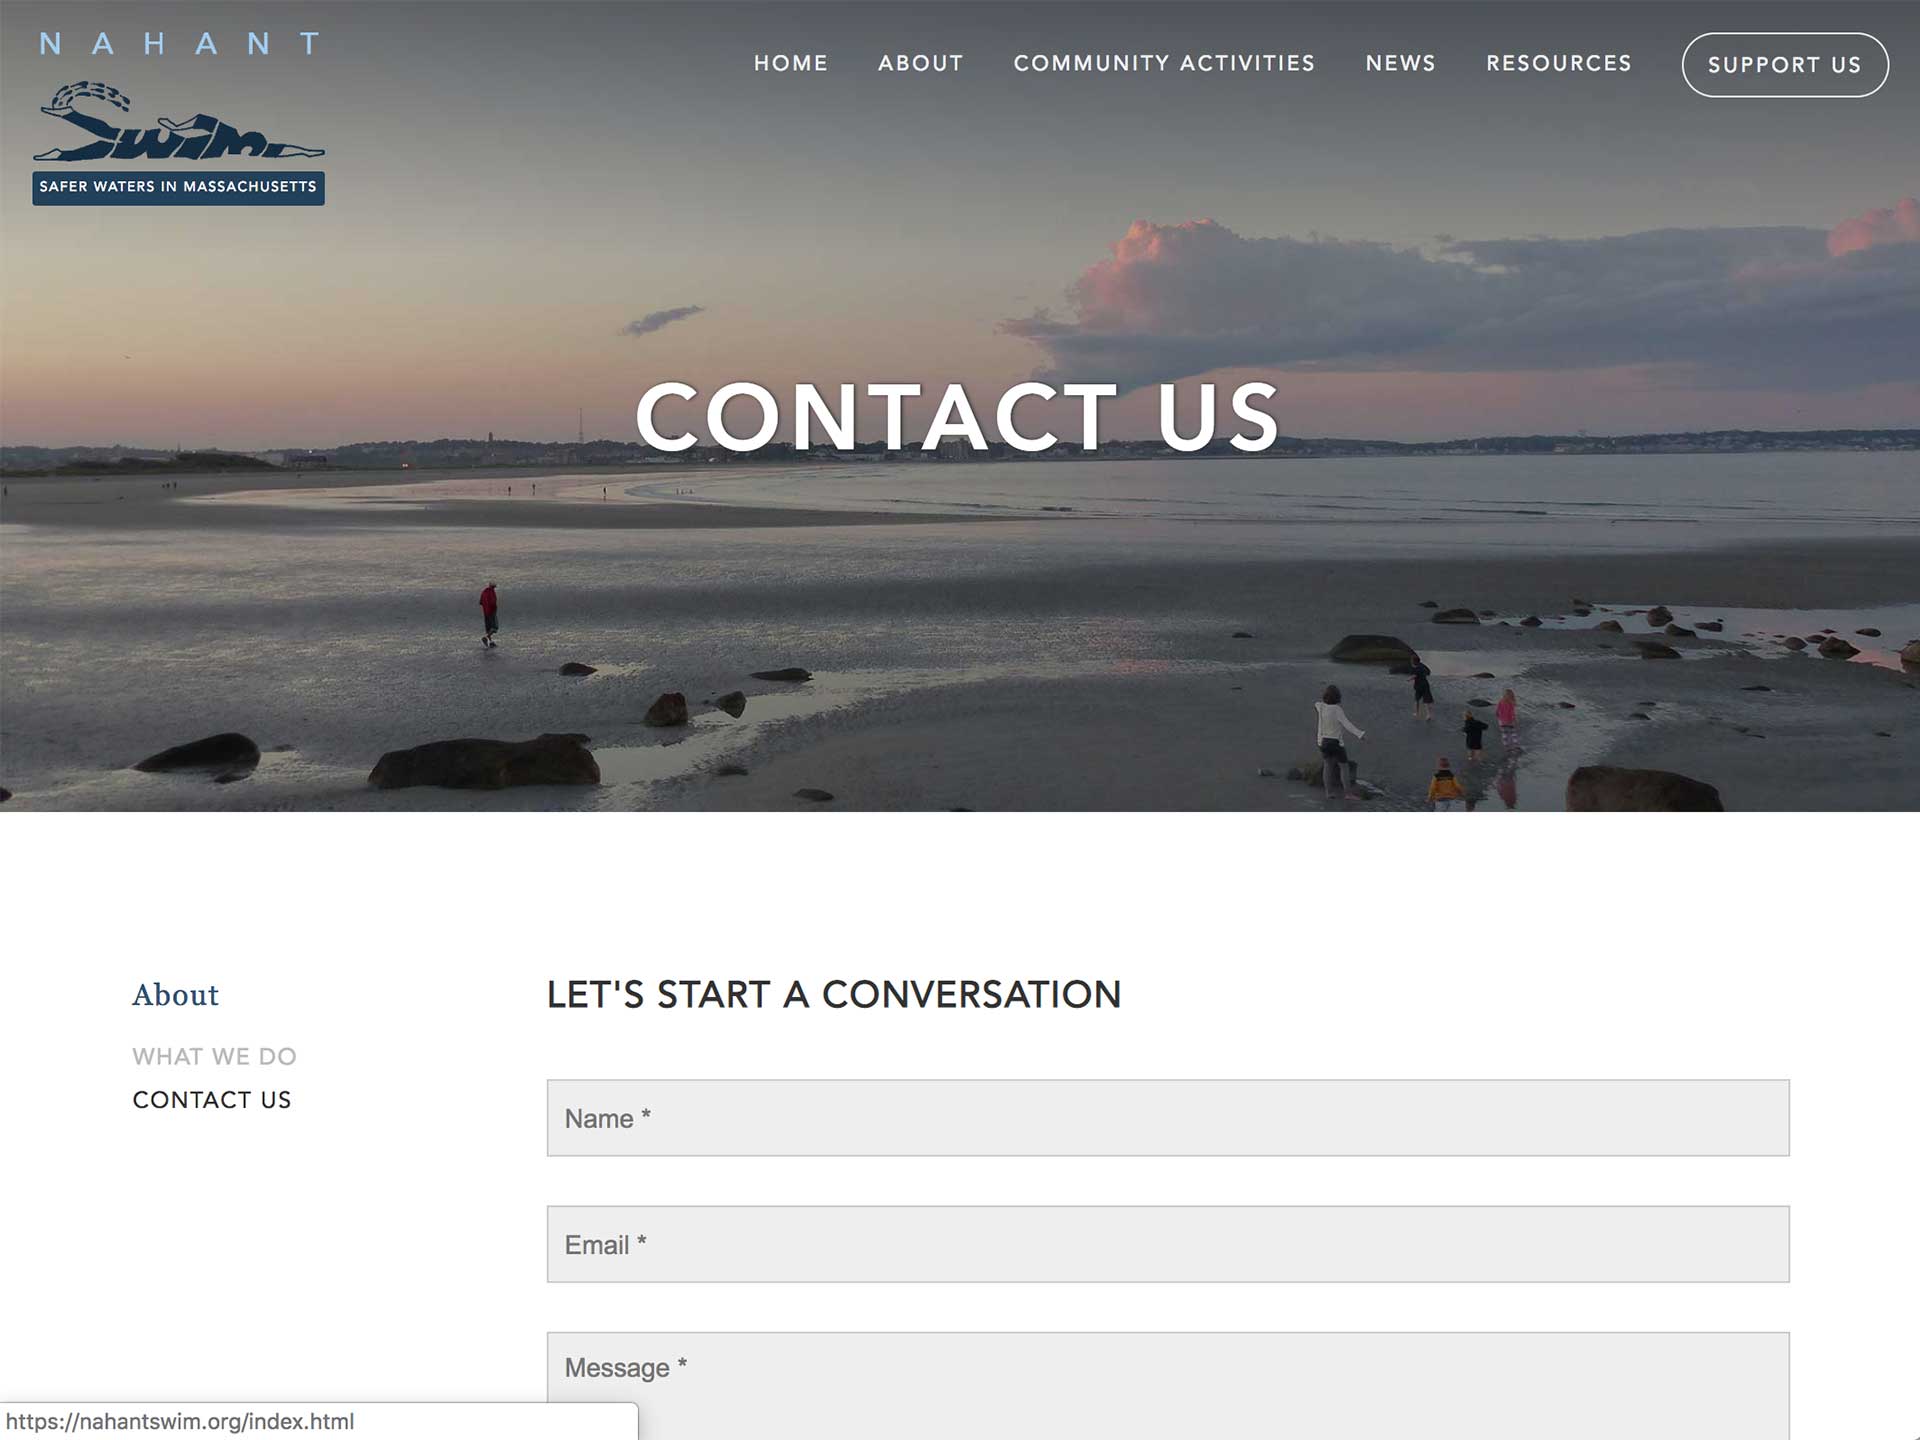 NAHANT
Swim
SAFER WATERS IN MASSACHUSETTS
HOME ABOUT COMMUNITY ACTIVITIES NEWS RESOURCES SUPPORT US
CONTACT US
About
WHAT WE DO
CONTACT US
LET'S START A CONVERSATION
Name *
Email *
Message *
https://nahantswim.org/index.html